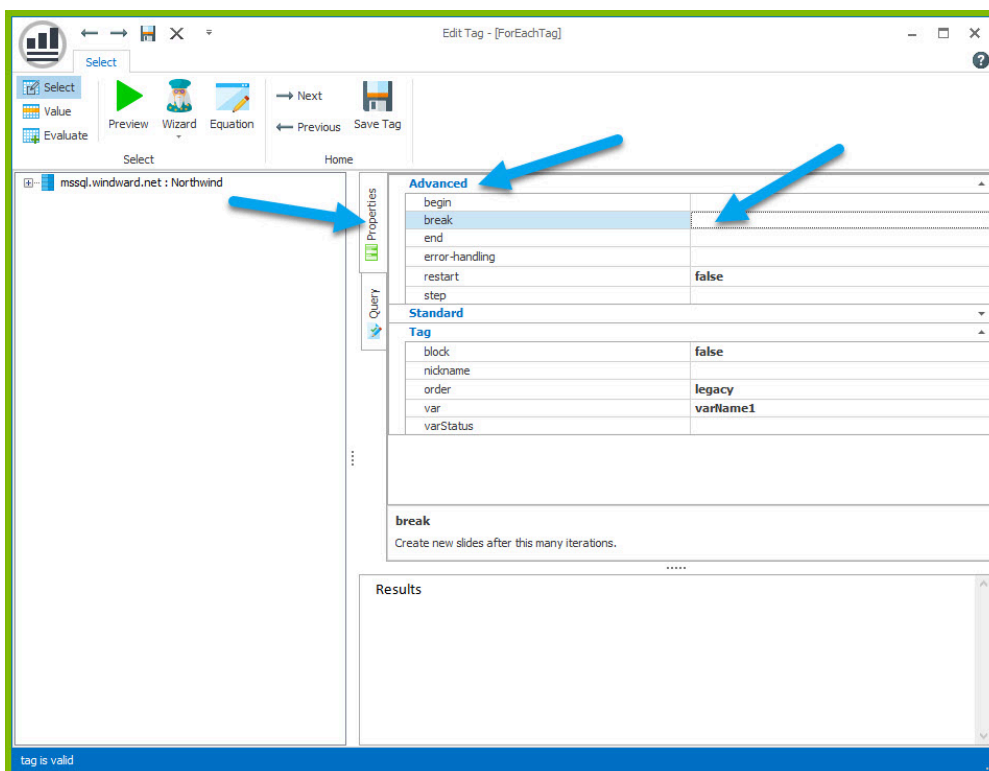 Edit Tag - [ForEachTag]
Select
Select
Value
Evaluate
Preview
Wizard
Equation
Next
Previous
Save Tag
Select
Home
mssql.windward.net : Northwind
Properties
Query
Advanced
begin
break
end
error-handling
restart false
step
Standard
Tag
block false
nickname
order legacy
var varName1
varStatus
break
Create new slides after this many iterations.
Results
tag is valid